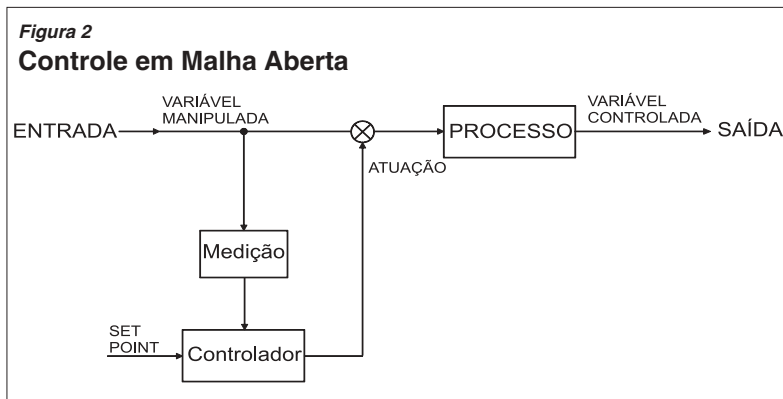 Figura 2
Controle em Malha Aberta
ENTRADA
VARIÁVEL
MANIPULADA
PROCESSO
VARIÁVEL
CONTROLADA
SAÍDA
ATUAÇÃO
Medição
SET
POINT
Controlador